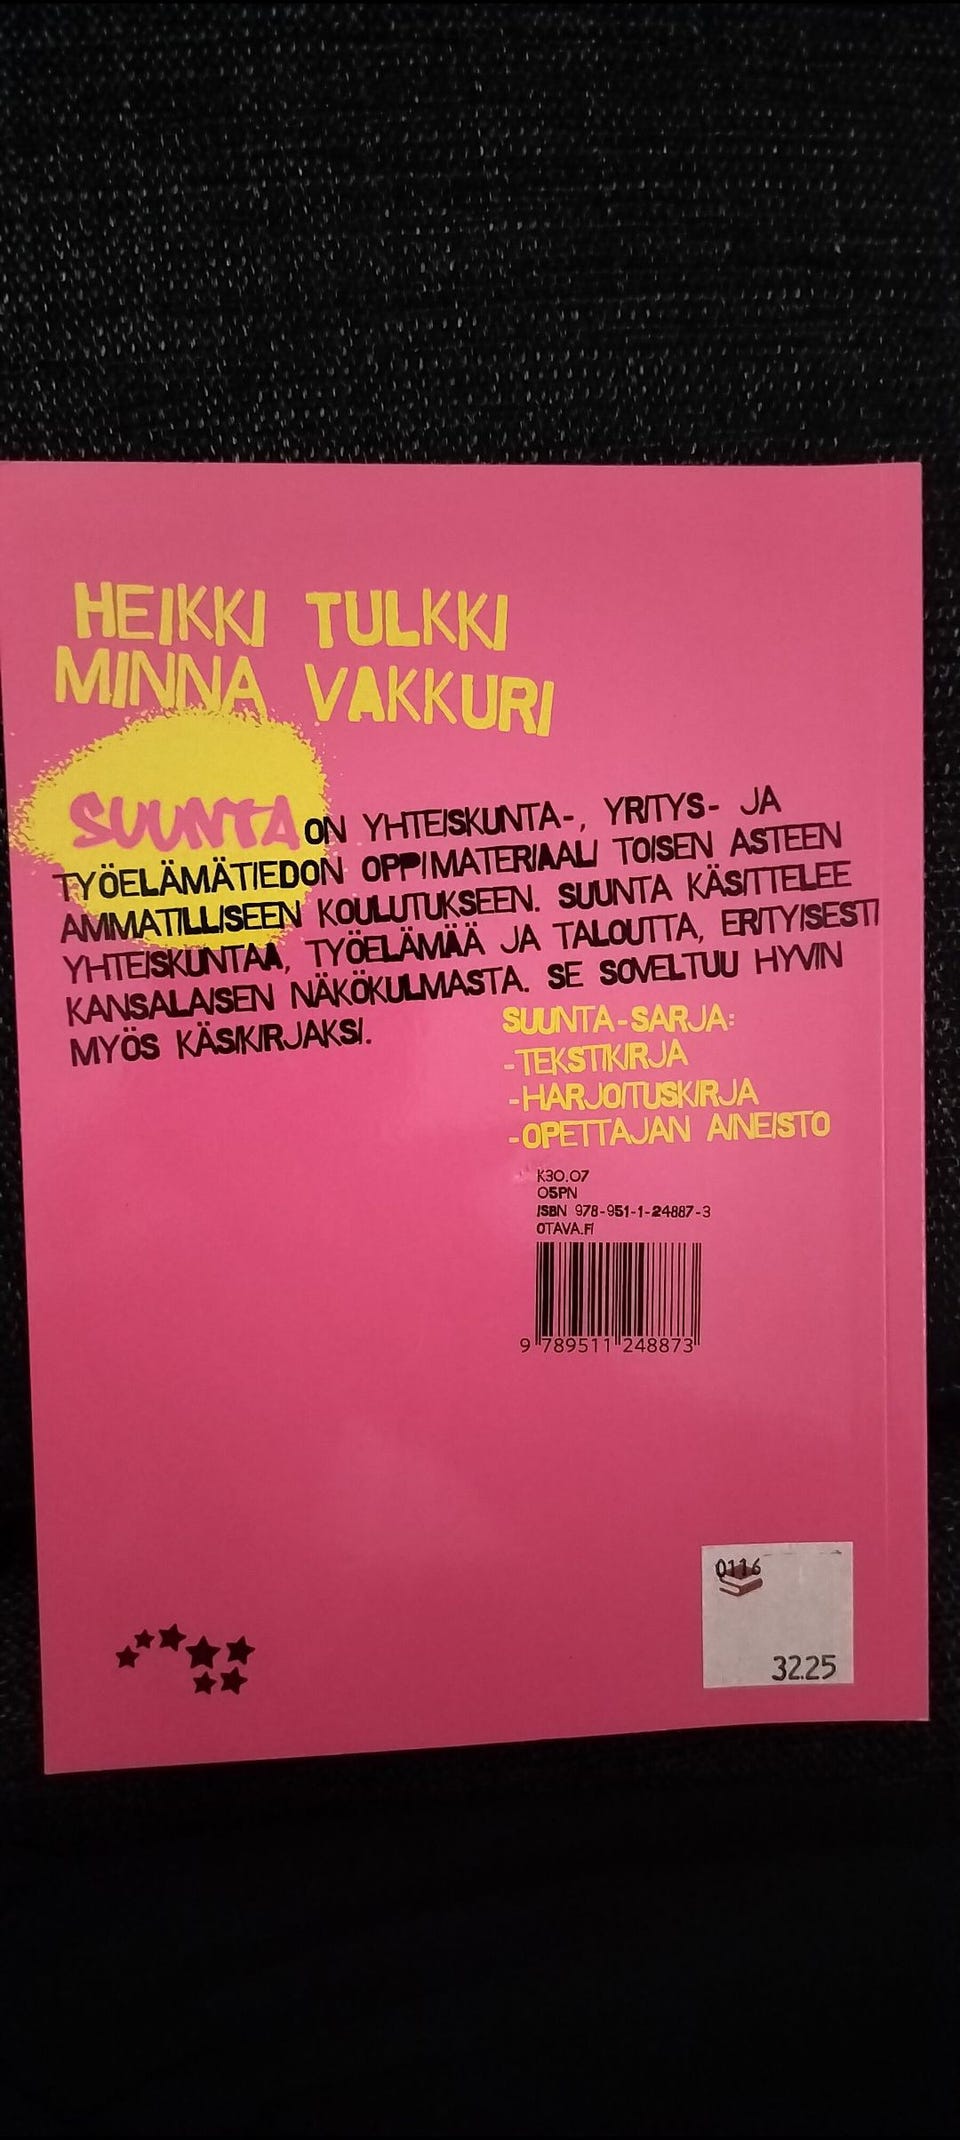 HEIKKI TULKKI
MINNA VAKKURI
SUUNTA ON YHTEISKUNTA-, YRITYS- JA
TYÖELÄMÄTIEDON OPPIMATERIAALI TOISEN ASTEEN
AMMATILLISEEN KOULUTUKSEEN. SUUNTA KÄSITTELEE
YHTEISKUNTAA, TYÖELÄMÄÄ JA TALOUTTA, ERITYISESTI
KANSALAISEN NÄKÖKULMASTA. SE SOVELTUU HYVIN
MYÖS KÄSIKIRJAKSI.
SUUNTA-SARJA:
-TEKSTIKIRJA
-HARJOITUSKIRJA
-OPETTAJAN AINEISTO
K30.07
O5PN
ISBN 978-951-1-24887-3
OTAVA.FI
9 789511 248873
0116
32.25